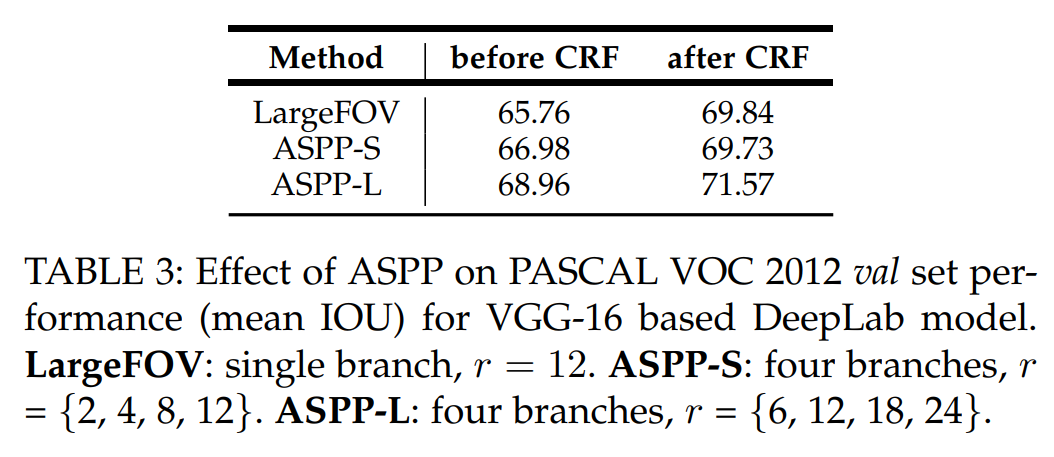 Method before CRF after CRF
LargeFOV 65.76 69.84
ASPP-S 66.98 69.73
ASPP-L 68.96 71.57
TABLE 3: Effect of ASPP on PASCAL VOC 2012 val set per-
formance (mean IOU) for VGG-16 based DeepLab model.
LargeFOV: single branch, r = 12. ASPP-S: four branches, r
= {2, 4, 8, 12}. ASPP-L: four branches, r = {6, 12, 18, 24}.